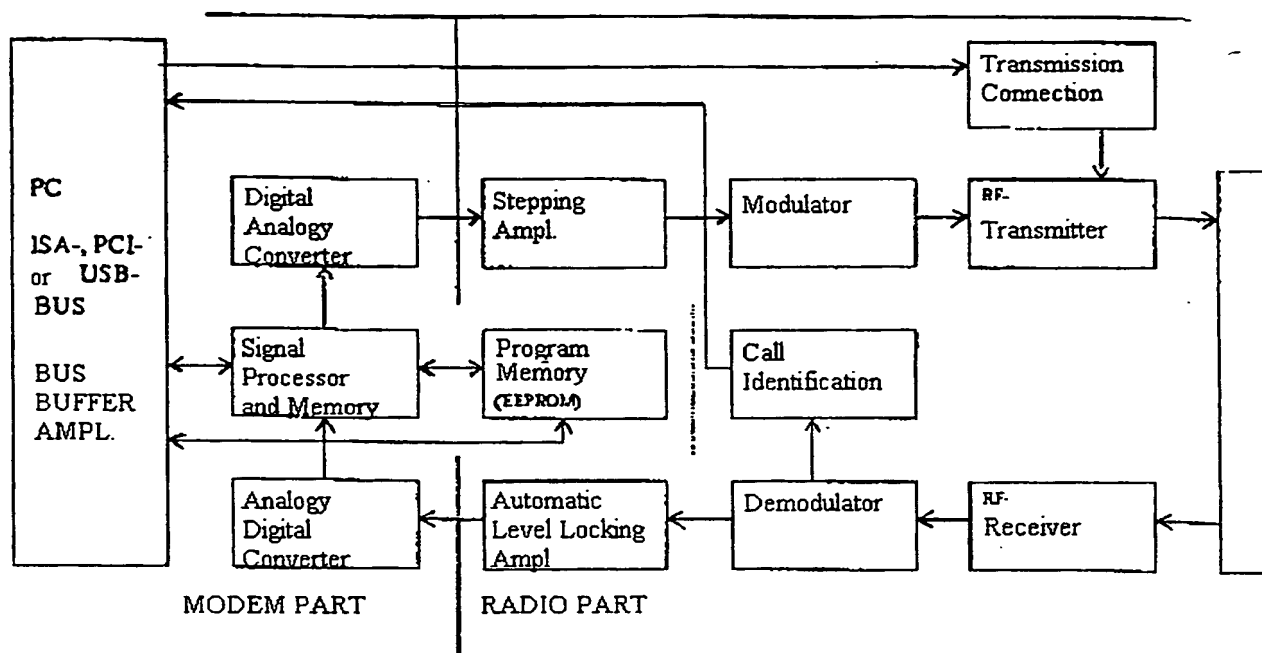 Transmission
Connection
PC
ISA-, PCI-
or USB-
BUS
BUS
BUFFER
AMPL.
Digital
Analogy
Converter
Stepping
Ampl.
Modulator
RF-
Transmitter
Signal
Processor
and Memory
Program
Memory
(EEPROM)
Call
Identification
Analogy
Digital
Converter
Automatic
Level Locking
Ampl
Demodulator
RF-
Receiver
MODEM PART
RADIO PART